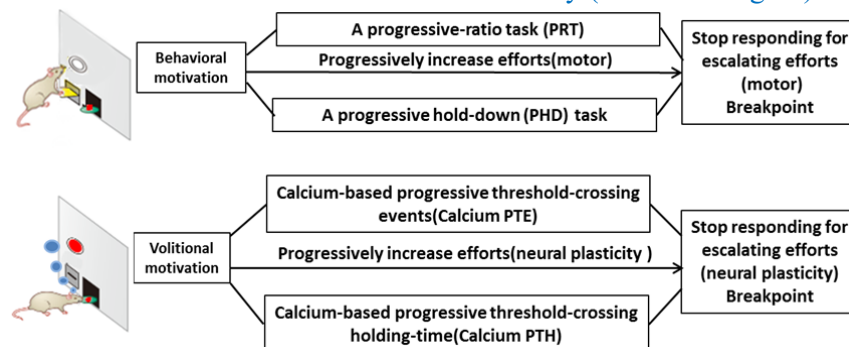 A progressive-ratio task (PRT)
Behavioral
motivation
Progressively increase efforts(motor)
A progressive hold-down (PHD) task
Stop responding for
escalating efforts
(motor)
Breakpoint
Calcium-based progressive threshold-crossing
events(Calcium PTE)
Volitional
motivation
Progressively increase efforts(neural plasticity )
Calcium-based progressive threshold-crossing
holding-time(Calcium PTH)
Stop responding for
escalating efforts
(neural plasticity)
Breakpoint